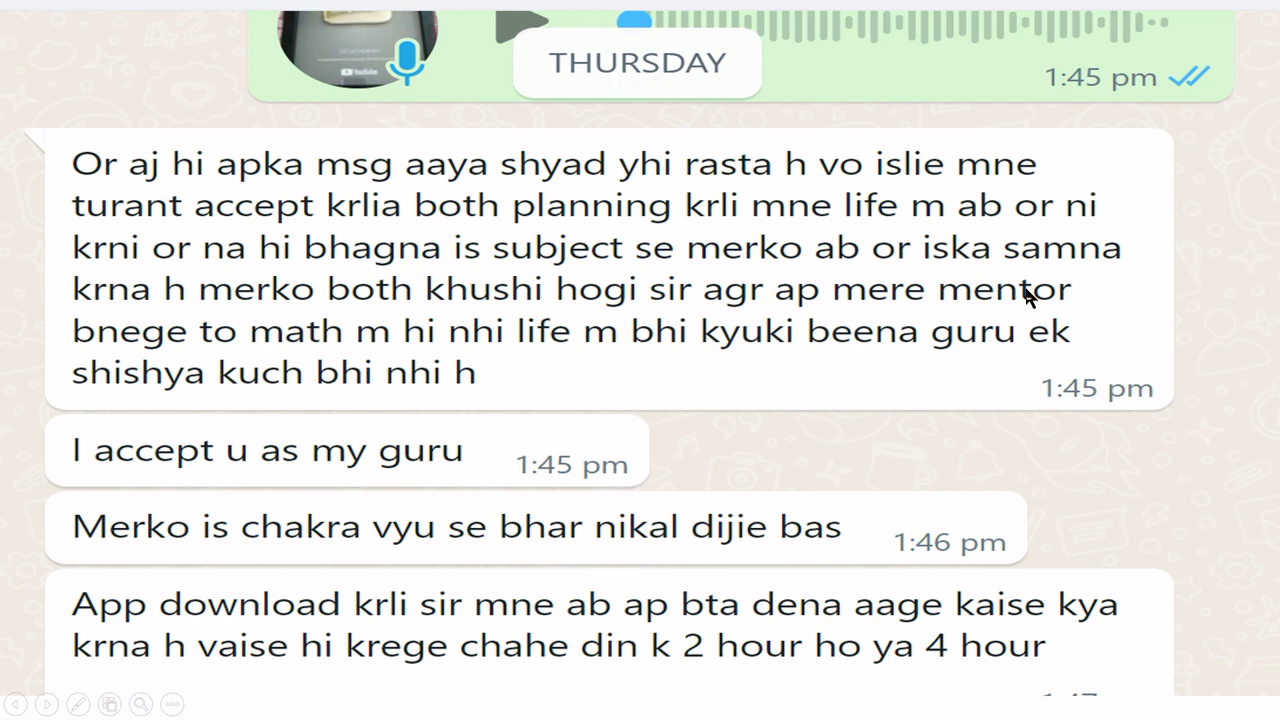 YouTube
THURSDAY
1:45 pm
Or aj hi apka msg aaya shyad yhi rasta h vo islie mne
turant accept krlia both planning krli mne life m ab or ni
krni or na hi bhagna is subject se merko ab or iska samna
krna h merko both khushi hogi sir agr ap mere mentor
bnege to math m hi nhi life m bhi kyuki beena guru ek
shishya kuch bhi nhi h
1:45 pm
I accept u as my guru
1:45 pm
Merko is chakra vyu se bhar nikal dijie bas
1:46 pm
App download krli sir mne ab ap bta dena aage kaise kya
krna h vaise hi krege chahe din k 2 hour ho ya 4 hour